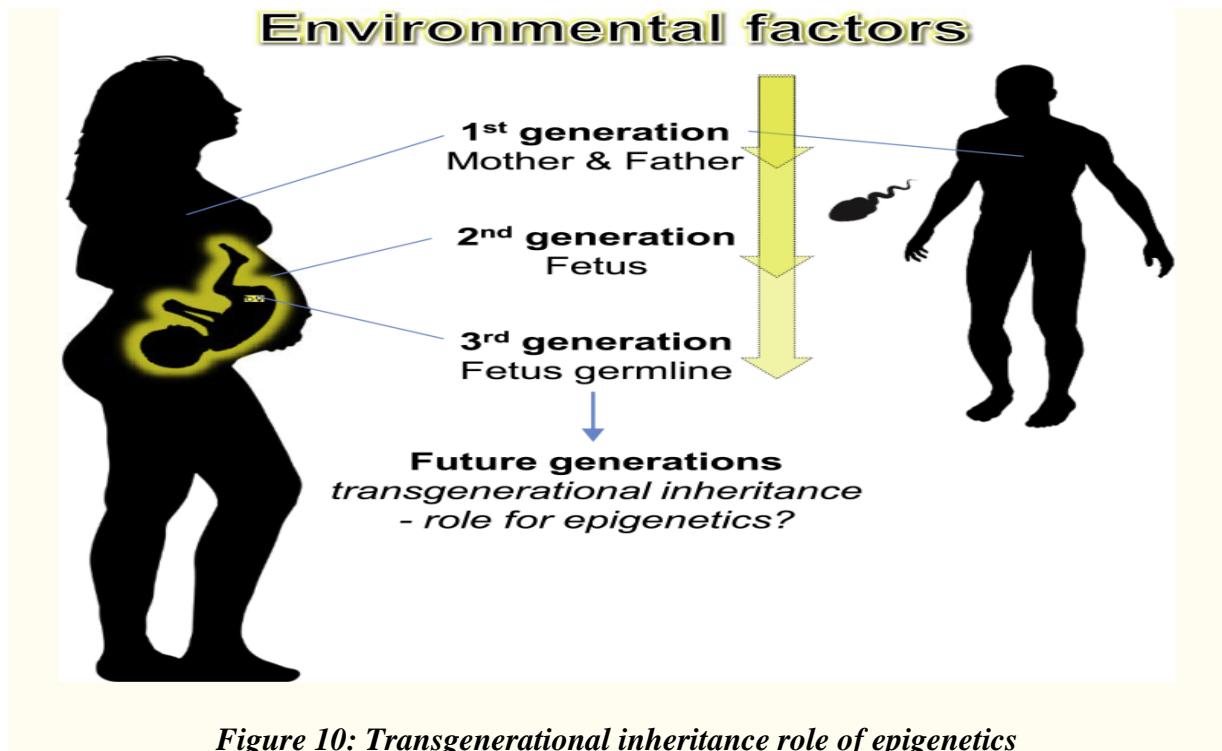 Environmental factors
1st generation
Mother & Father
2nd generation
Fetus
3rd generation
Fetus germline
Future generations
transgenerational inheritance
- role for epigenetics?
Figure 10: Transgenerational inheritance role of epigenetics